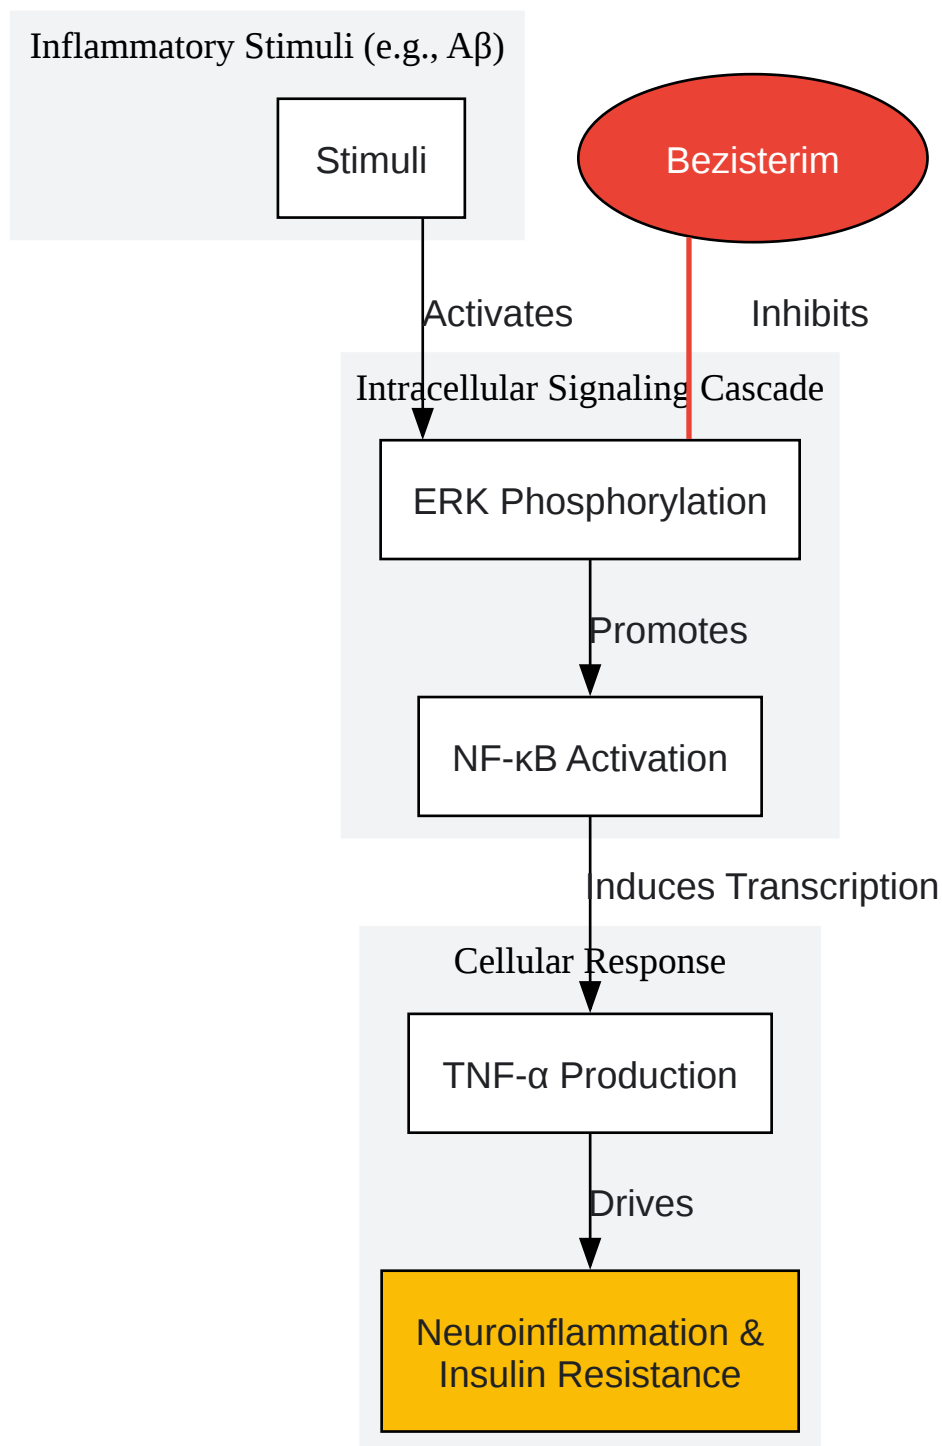 Inflammatory Stimuli (e.g., Aβ)
Stimuli
Bezisterim
Activates
Inhibits
Intracellular Signaling Cascade
ERK Phosphorylation
Promotes
NF-κB Activation
Induces Transcription
Cellular Response
TNF-α Production
Drives
Neuroinflammation &
Insulin Resistance